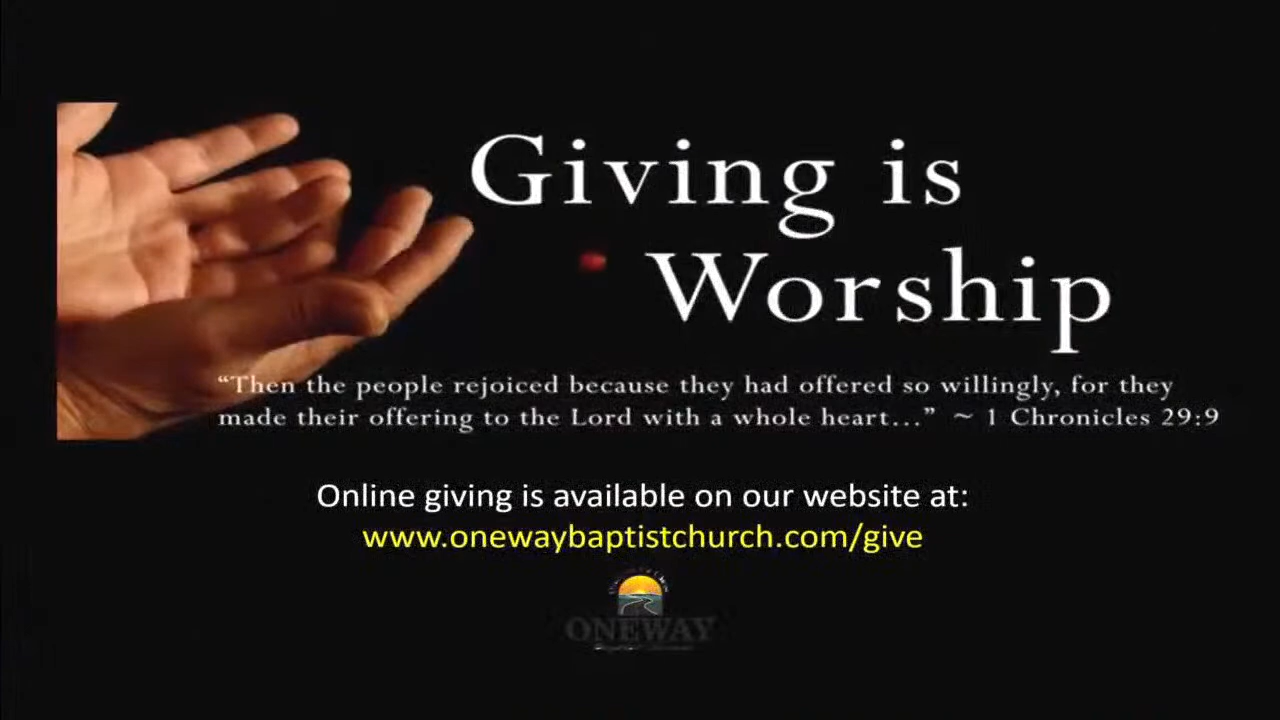 Giving is
Worship
“Then the people rejoiced because they had offered so willingly, for they
made their offering to the Lord with a whole heart...” ~ 1 Chronicles 29:9
Online giving is available on our website at:
www.onewaybaptistchurch.com/give
ONEWAY